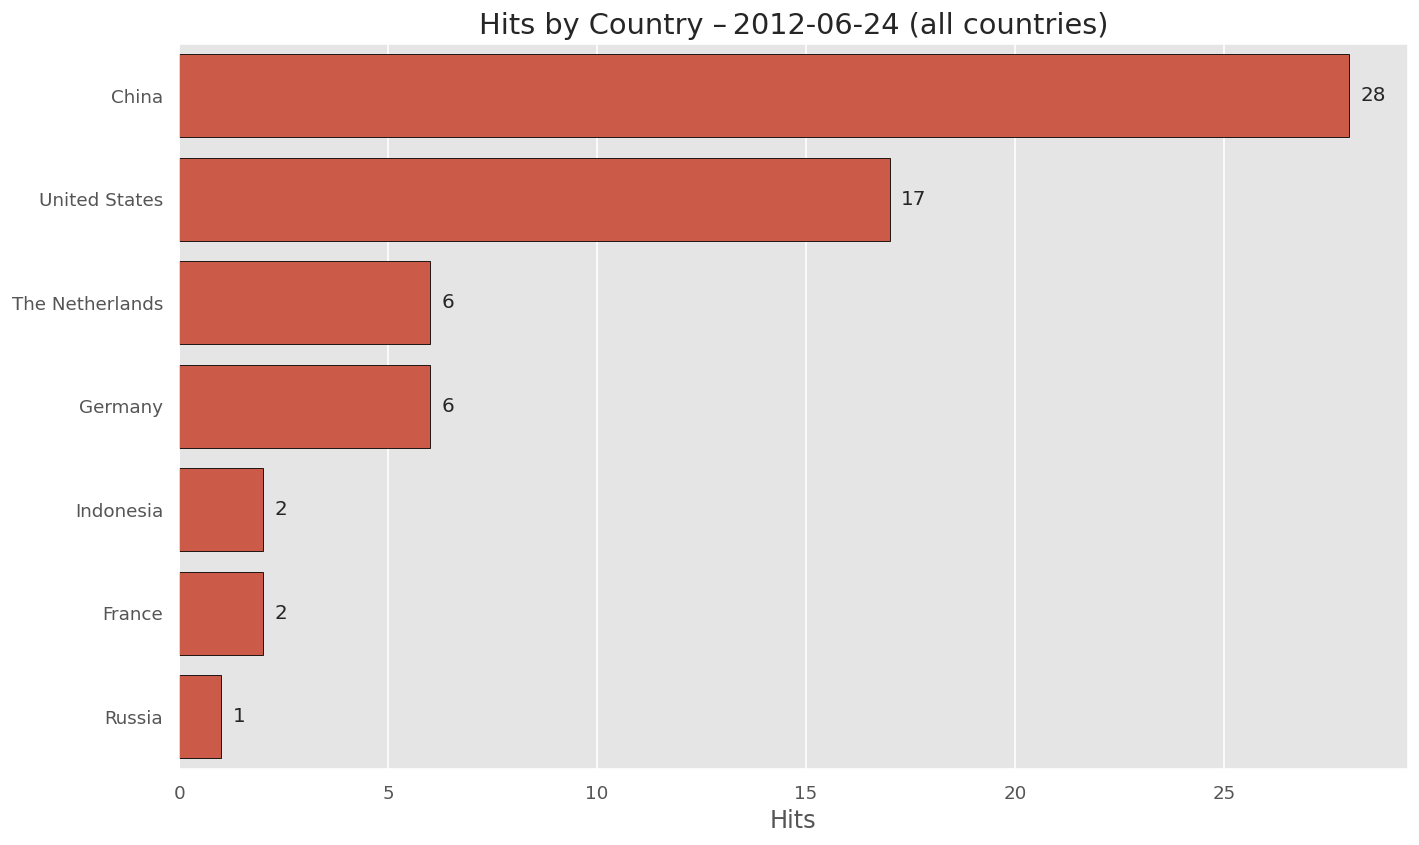 Hits by Country – 2012-06-24 (all countries)
China 28
United States 17
The Netherlands 6
Germany 6
Indonesia 2
France 2
Russia 1
0 5 10 15 20 25
Hits